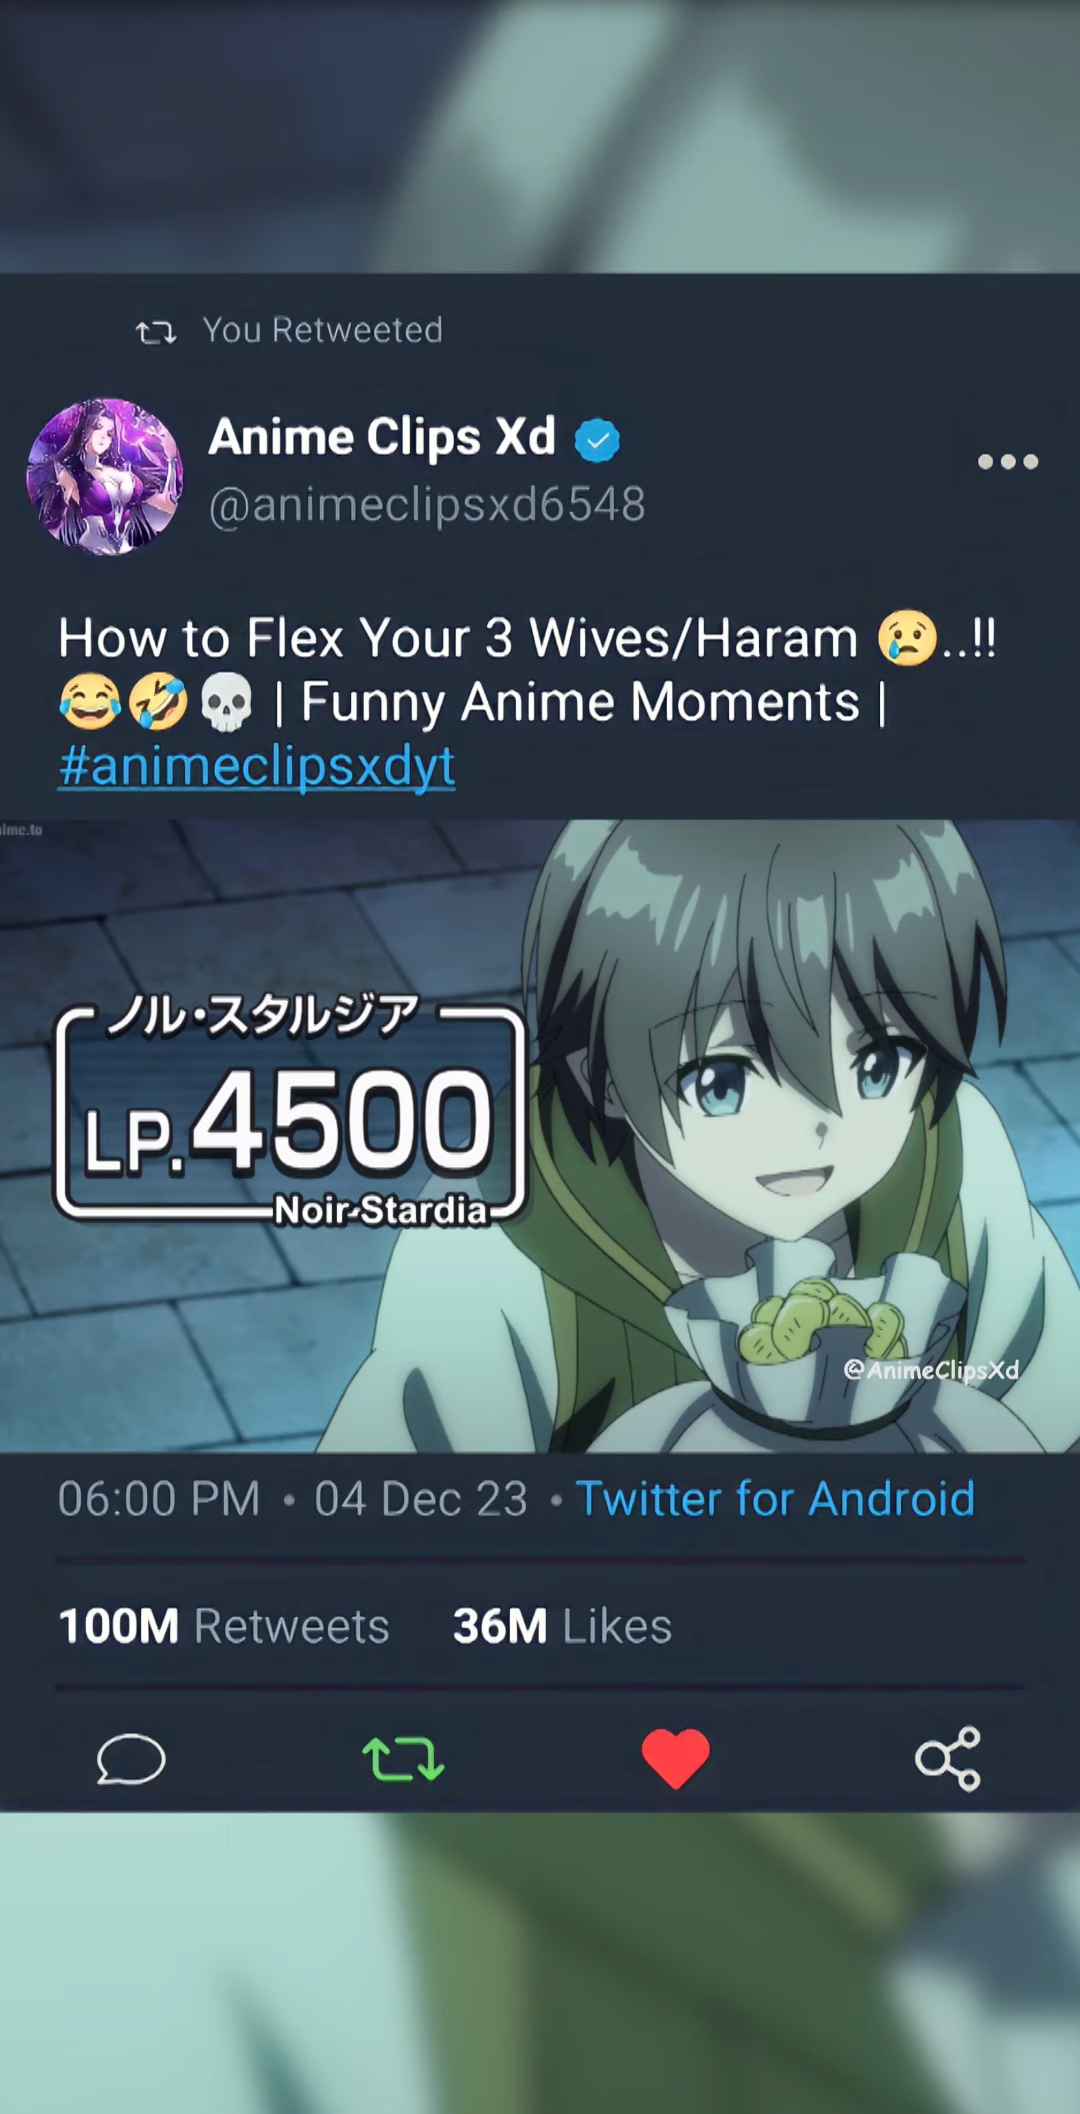 You Retweeted
Anime Clips Xd
@animeclipsxd6548
How to Flex Your 3 Wives/Haram 😢..!!
😂🤣💀 | Funny Anime Moments |
#animeclipsxdyt
ime.to
ノル・スタルジア
LP.4500
Noir-Stardia
@AnimeClipsXd
06:00 PM • 04 Dec 23 • Twitter for Android
100M Retweets 36M Likes